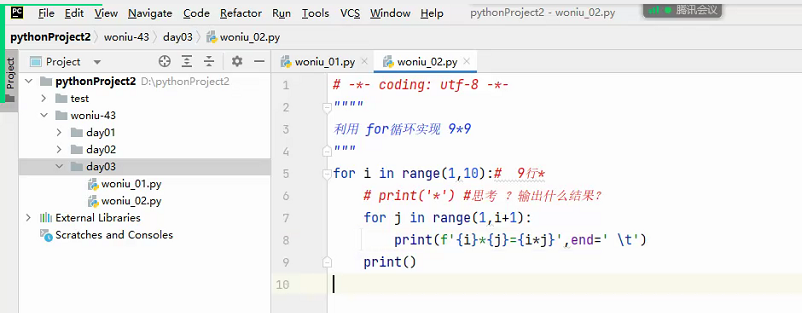 PC File Edit View Navigate Code Refactor Run Tools VCS Window Help pythonProject2 - woniu_02.py 腾讯会议
pythonProject2 woniu-43 day03 woniu_02.py
Project
Project
woniu_01.py woniu_02.py
pythonProject2 D:\pythonProject2
test
woniu-43
day01
day02
day03
woniu_01.py
woniu_02.py
External Libraries
Scratches and Consoles
1 # -*- coding: utf-8 -*-
2 """"
3 利用 for循环实现 9*9
4 """
5 for i in range(1,10):# 9行*
6 # print('*') #思考 ？输出什么结果?
7 for j in range(1,i+1):
8 print(f'{i}*{j}={i*j}',end=' \t')
9 print()
10